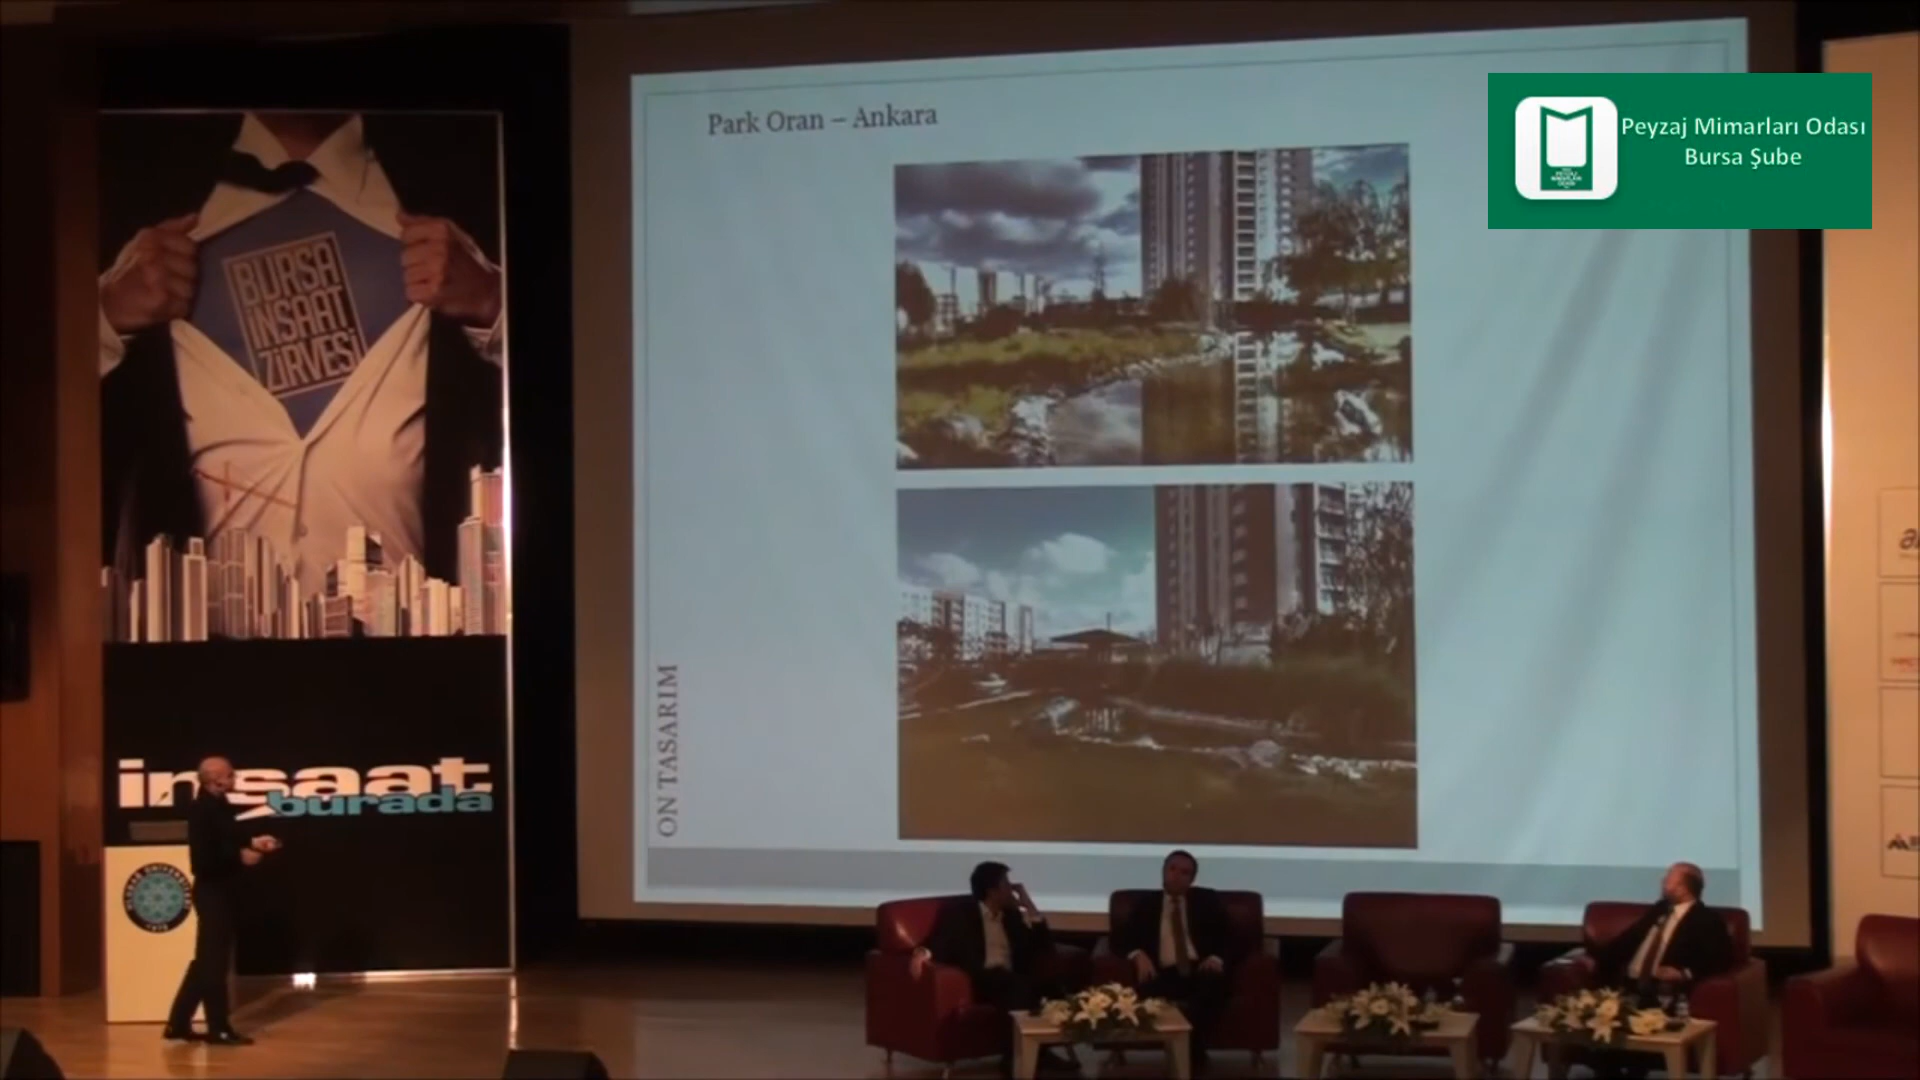 Park Oran – Ankara
Peyzaj Mimarları Odası
Bursa Şube
BURSA
İNŞAAT
ZİRVESİ
ON TASARIM
inşaat
burada